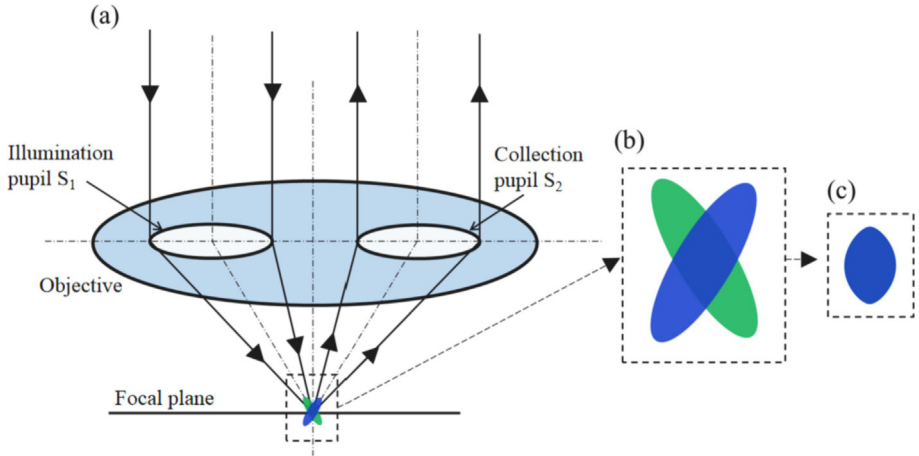 (a)
Illumination
pupil S₁
Collection
pupil S₂
Objective
Focal plane
(b)
(c)